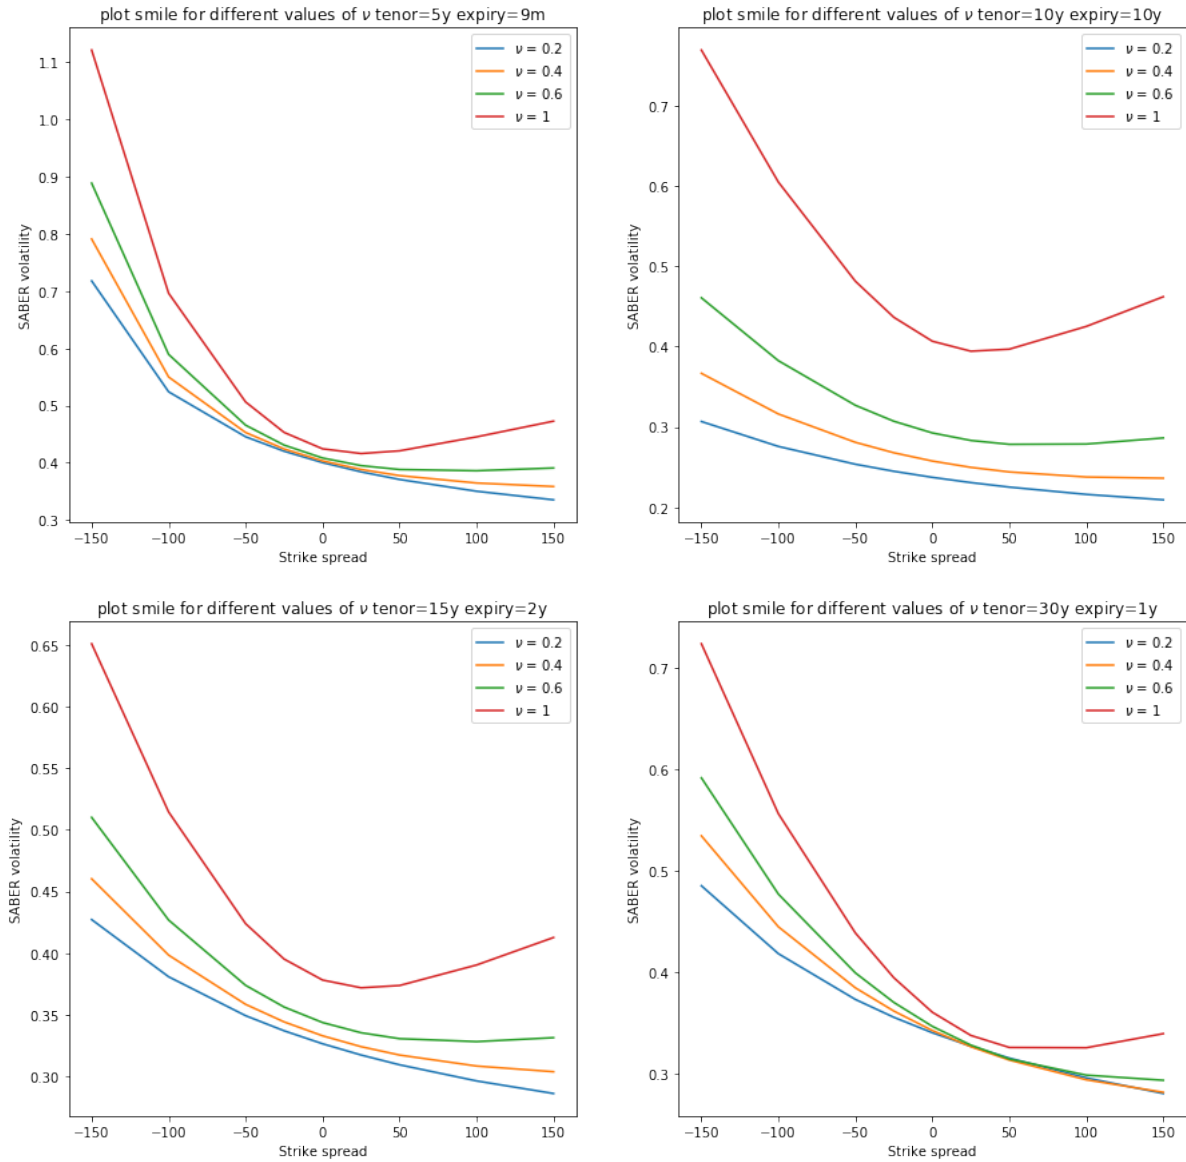 plot smile for different values of ν tenor=5y expiry=9m
SABER volatility
1.1
1.0
0.9
0.8
0.7
0.6
0.5
0.4
0.3
ν = 0.2
ν = 0.4
ν = 0.6
ν = 1
−150 −100 −50 0 50 100 150
Strike spread
plot smile for different values of ν tenor=10y expiry=10y
SABER volatility
0.7
0.6
0.5
0.4
0.3
0.2
ν = 0.2
ν = 0.4
ν = 0.6
ν = 1
−150 −100 −50 0 50 100 150
Strike spread
plot smile for different values of ν tenor=15y expiry=2y
SABER volatility
0.65
0.60
0.55
0.50
0.45
0.40
0.35
0.30
ν = 0.2
ν = 0.4
ν = 0.6
ν = 1
−150 −100 −50 0 50 100 150
Strike spread
plot smile for different values of ν tenor=30y expiry=1y
SABER volatility
0.7
0.6
0.5
0.4
0.3
ν = 0.2
ν = 0.4
ν = 0.6
ν = 1
−150 −100 −50 0 50 100 150
Strike spread